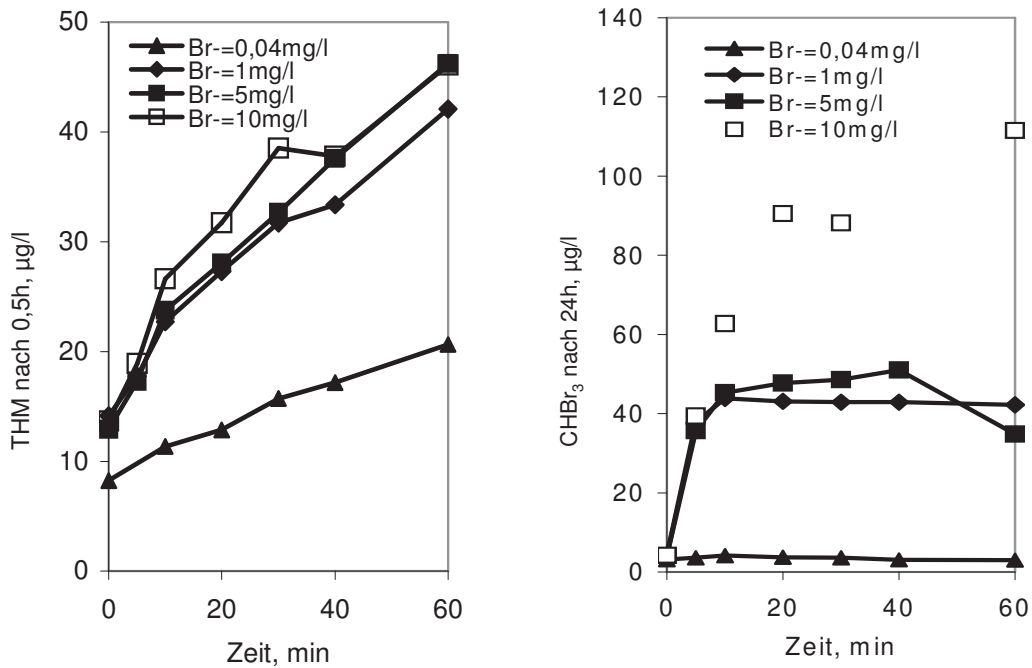 THM nach 0,5h, µg/l
50
40
30
20
10
0
Br-=0,04mg/l
Br-=1mg/l
Br-=5mg/l
Br-=10mg/l
0 20 40 60
Zeit, min
CHBr₃ nach 24h, µg/l
140
120
100
80
60
40
20
0
Br-=0,04mg/l
Br-=1mg/l
Br-=5mg/l
Br-=10mg/l
0 20 40 60
Zeit, min